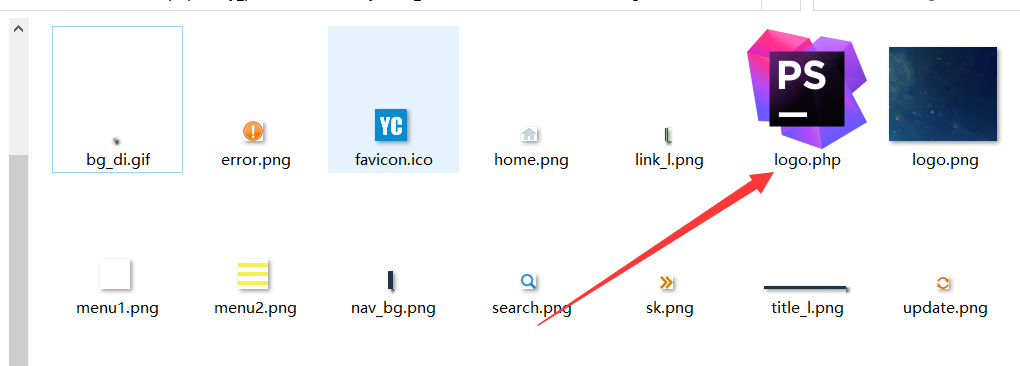 YC
PS
bg_di.gif
error.png
favicon.ico
home.png
link_l.png
logo.php
logo.png
menu1.png
menu2.png
nav_bg.png
search.png
sk.png
title_l.png
update.png